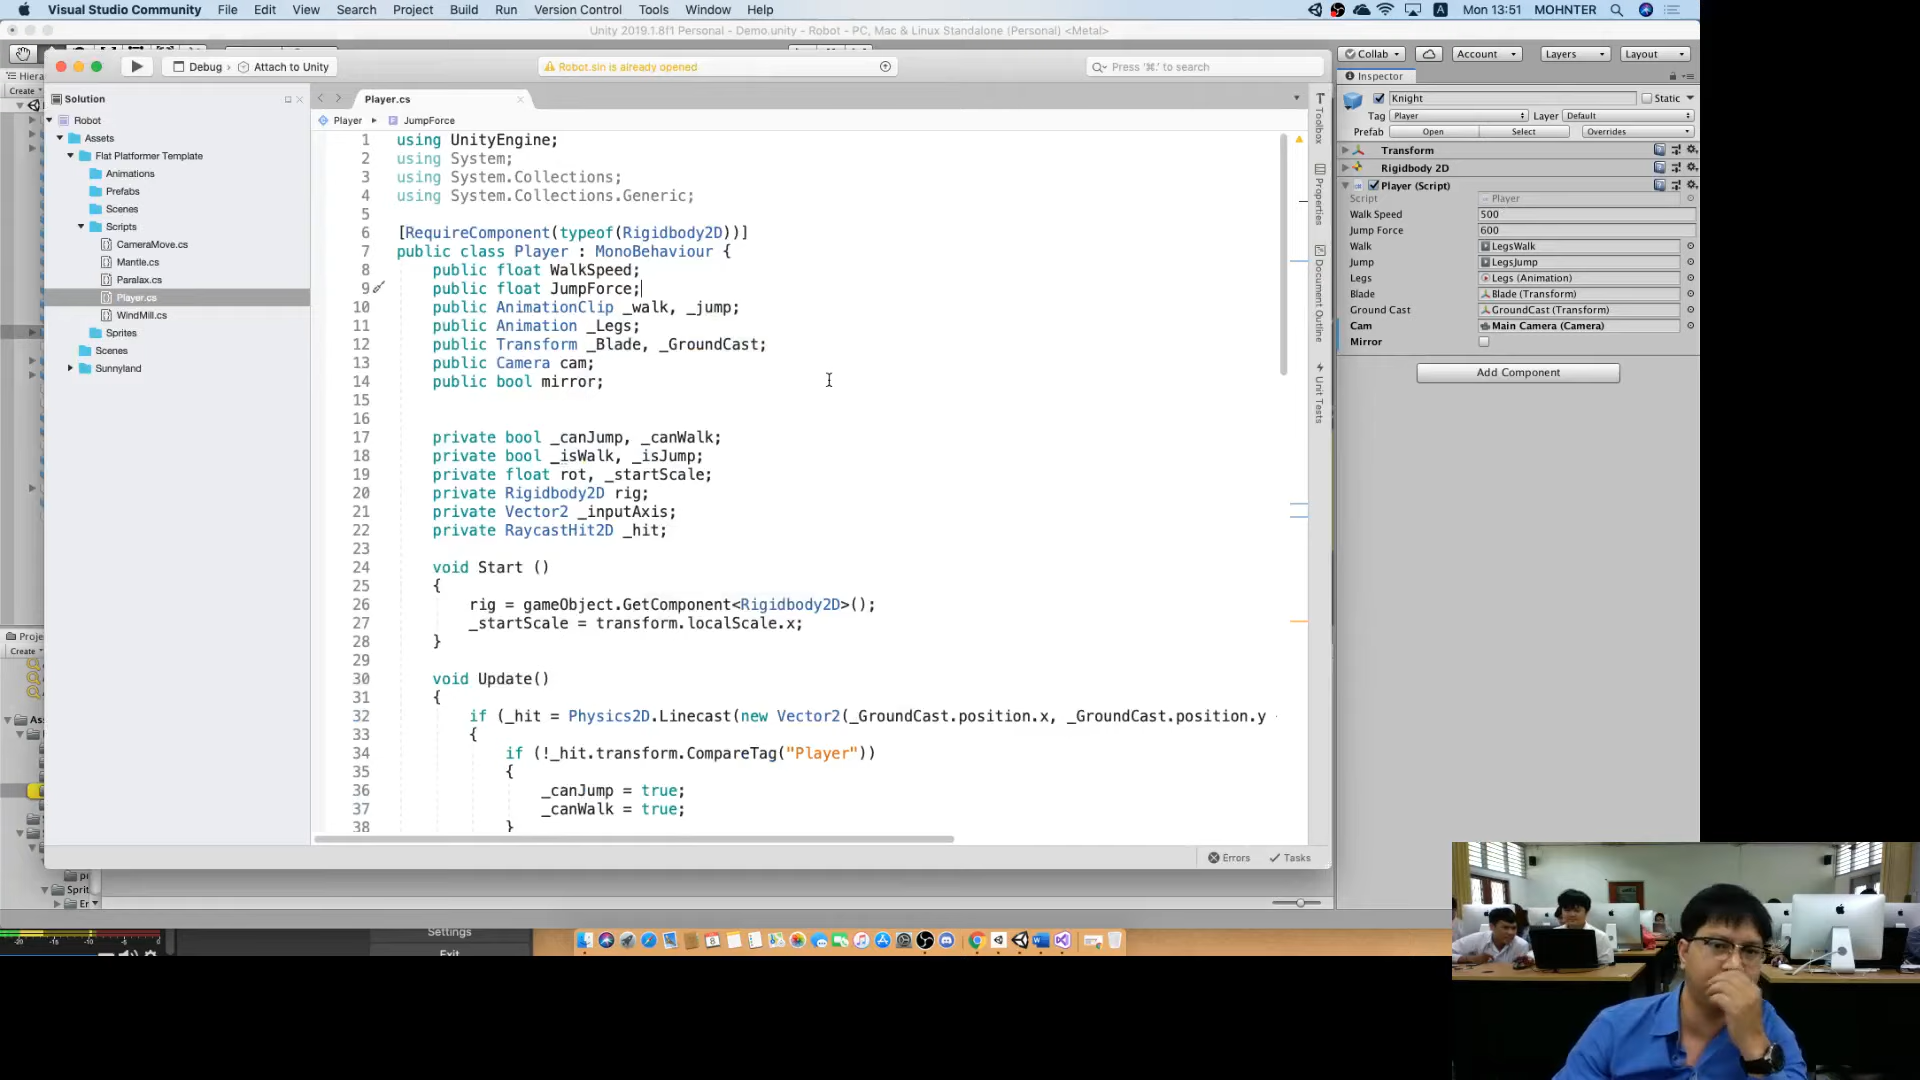 Visual Studio Community File Edit View Search Project Build Run Version Control Tools Window Help
Mon 13:51 MOHNTER
Unity 2019.1.8f1 Personal - Demo.unity - Robot - PC, Mac & Linux Standalone (Personal) <Metal>
Debug > Attach to Unity
Robot.sln is already opened
Press '⌘.' to search
Collab Account Layers Layout
Hiera
Create
Inspector
Solution
Player.cs
Player ▸ JumpForce
Robot
Assets
Flat Platformer Template
Animations
Prefabs
Scenes
Scripts
CameraMove.cs
Mantle.cs
Paralax.cs
Player.cs
WindMill.cs
Sprites
Scenes
Sunnyland
1 using UnityEngine;
2 using System;
3 using System.Collections;
4 using System.Collections.Generic;
5
6 [RequireComponent(typeof(Rigidbody2D))]
7 public class Player : MonoBehaviour {
8 public float WalkSpeed;
9 public float JumpForce;
10 public AnimationClip _walk, _jump;
11 public Animation _Legs;
12 public Transform _Blade, _GroundCast;
13 public Camera cam;
14 public bool mirror;
15
16
17 private bool _canJump, _canWalk;
18 private bool _isWalk, _isJump;
19 private float rot, _startScale;
20 private Rigidbody2D rig;
21 private Vector2 _inputAxis;
22 private RaycastHit2D _hit;
23
24 void Start ()
25 {
26 rig = gameObject.GetComponent<Rigidbody2D>();
27 _startScale = transform.localScale.x;
28 }
29
30 void Update()
31 {
32 if (_hit = Physics2D.Linecast(new Vector2(_GroundCast.position.x, _GroundCast.position.y
33 {
34 if (!_hit.transform.CompareTag("Player"))
35 {
36 _canJump = true;
37 _canWalk = true;
38 }
Toolbox
Properties
Document Outline
Unit Tests
Errors Tasks
Knight Static
Tag Player Layer Default
Prefab Open Select Overrides
Transform
Rigidbody 2D
Player (Script)
Script Player
Walk Speed 500
Jump Force 600
Walk LegsWalk
Jump LegsJump
Legs Legs (Animation)
Blade Blade (Transform)
Ground Cast GroundCast (Transform)
Cam Main Camera (Camera)
Mirror
Add Component
Proje
Create
Ass
pr
Sprit
Er
-20 -15 -10 -5 0
Settings
Exit